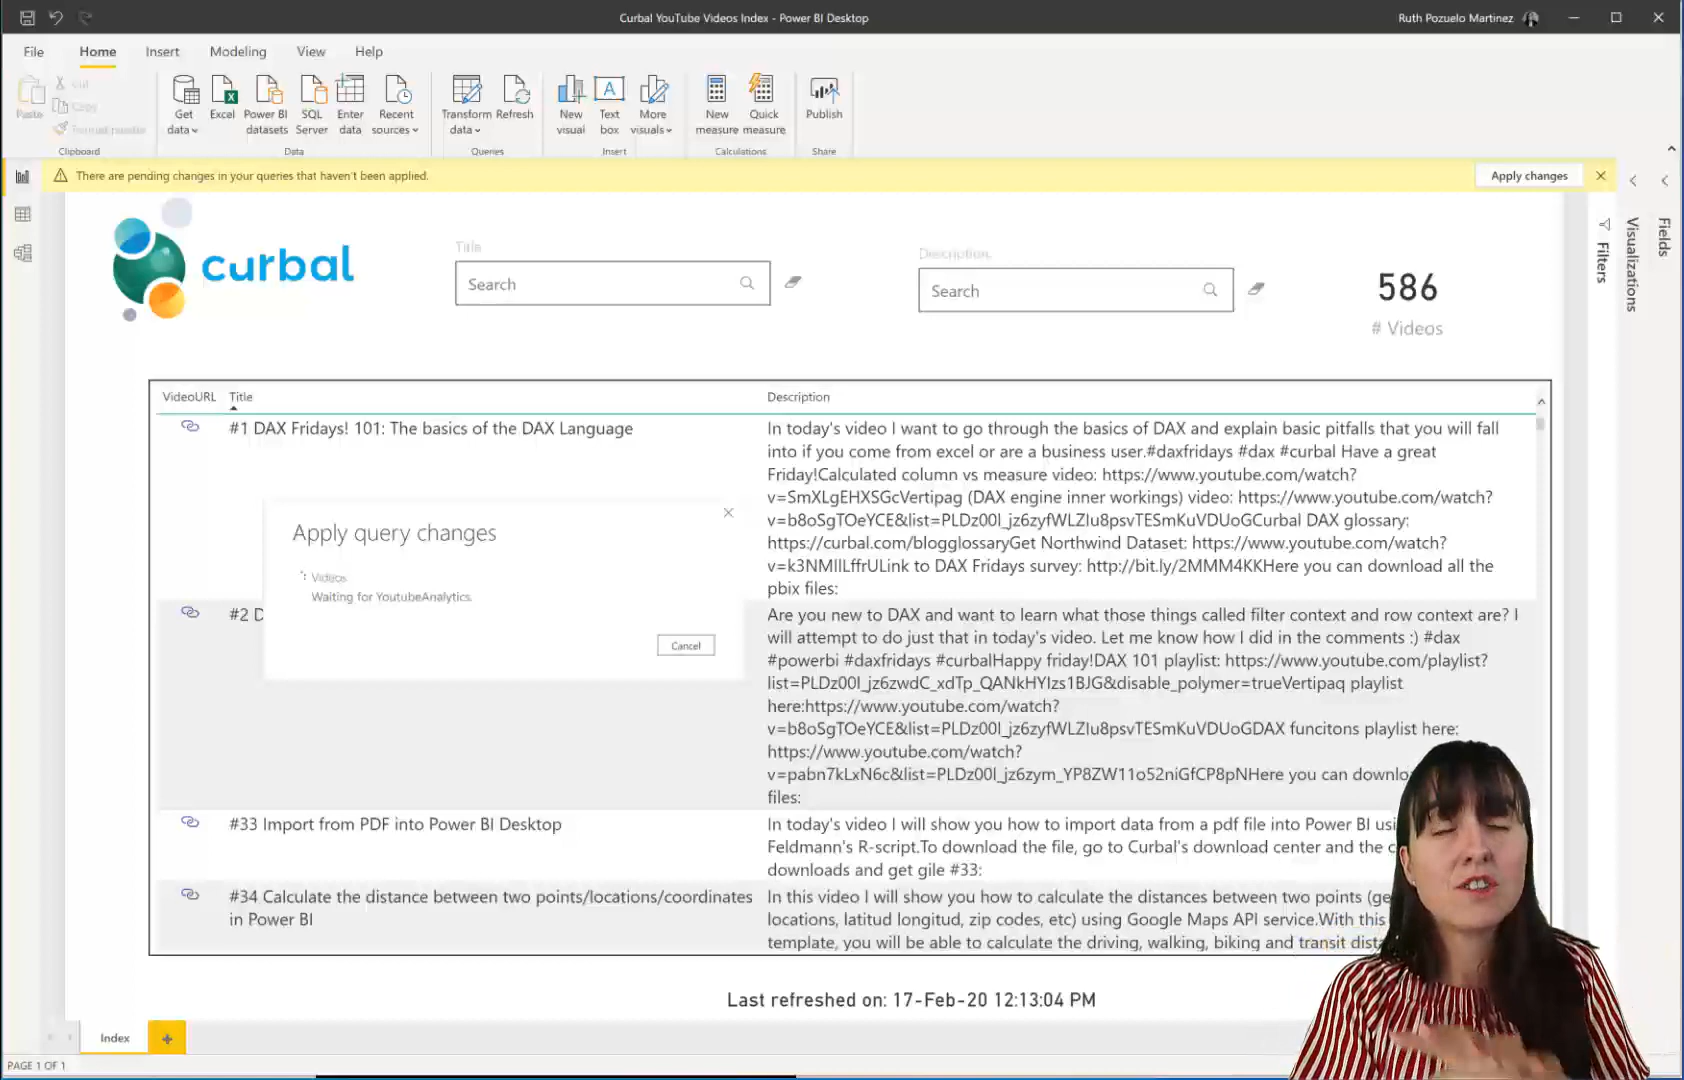 Curbal YouTube Videos Index - Power BI Desktop
Ruth Pozuelo Martinez
File
Home
Insert
Modeling
View
Help
Paste
Cut
Copy
Format painter
Clipboard
Get data
Excel
Power BI datasets
SQL Server
Enter data
Recent sources
Data
Transform data
Refresh
Queries
New visual
Text box
More visuals
Insert
New measure
Quick measure
Calculations
Publish
Share
There are pending changes in your queries that haven't been applied.
Apply changes
curbal
Title
Search
Description
Search
586
# Videos
Filters
Visualizations
Fields
VideoURL
Title
Description
#1 DAX Fridays! 101: The basics of the DAX Language
In today's video I want to go through the basics of DAX and explain basic pitfalls that you will fall
into if you come from excel or are a business user.#daxfridays #dax #curbal Have a great
Friday!Calculated column vs measure video: https://www.youtube.com/watch?
v=SmXLgEHXSGcVertipag (DAX engine inner workings) video: https://www.youtube.com/watch?
v=b8oSgTOeYCE&list=PLDz00l_jz6zyfWLZIu8psvTESmKuVDUoGCurbal DAX glossary:
https://curbal.com/blogglossaryGet Northwind Dataset: https://www.youtube.com/watch?
v=k3NMIILffrULink to DAX Fridays survey: http://bit.ly/2MMM4KKHere you can download all the
pbix files:
Apply query changes
Videos
Waiting for YoutubeAnalytics.
Cancel
#2 D
Are you new to DAX and want to learn what those things called filter context and row context are? I
will attempt to do just that in today's video. Let me know how I did in the comments :) #dax
#powerbi #daxfridays #curbalHappy friday!DAX 101 playlist: https://www.youtube.com/playlist?
list=PLDz00l_jz6zwdC_xdTp_QANkHYIzs1BJG&disable_polymer=trueVertipaq playlist
here:https://www.youtube.com/watch?
v=b8oSgTOeYCE&list=PLDz00l_jz6zyfWLZIu8psvTESmKuVDUoGDAX funcitons playlist here:
https://www.youtube.com/watch?
v=pabn7kLxN6c&list=PLDz00l_jz6zym_YP8ZW11o52niGfCP8pNHere you can downlo
files:
#33 Import from PDF into Power BI Desktop
In today's video I will show you how to import data from a pdf file into Power BI usi
Feldmann's R-script.To download the file, go to Curbal's download center and the c
downloads and get gile #33:
#34 Calculate the distance between two points/locations/coordinates
in Power BI
In this video I will show you how to calculate the distances between two points (ge
locations, latitud longitud, zip codes, etc) using Google Maps API service.With this
template, you will be able to calculate the driving, walking, biking and transit dist
Last refreshed on: 17-Feb-20 12:13:04 PM
Index
PAGE 1 OF 1